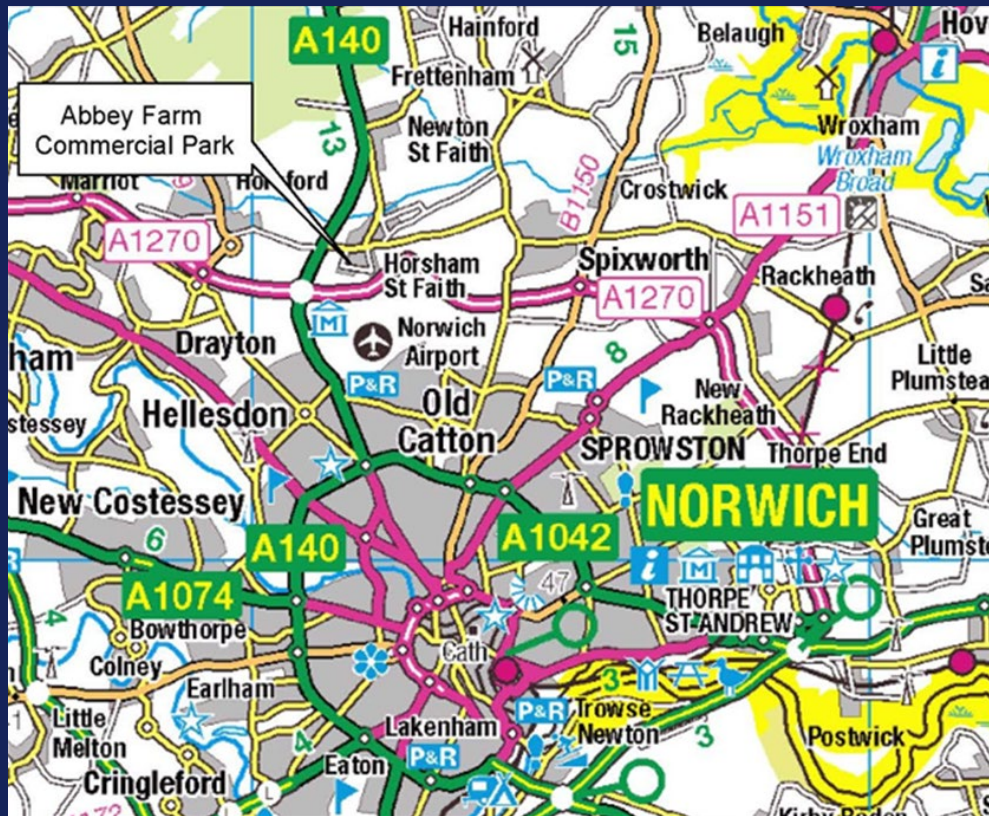 A140
Hainford
15
Belaugh
Frettenham
Abbey Farm
Commercial Park
13
Newton
St Faith
Wroxham
Wroxham
Broad
B1150
Crostwick
A1151
A1270
Horsham
St Faith
Spixworth
A1270
Rackheath
Norwich
Airport
Drayton
8
Little
P&R
P&R
New
Rackheath
Old
Catton
Hellesdon
SPROWSTON
Thorpe End
New Costessey
NORWICH
6
A140
A1042
Great
A1074
47
THORPE
ST ANDREW
Bowthorpe
4
Cath
Colney
Earlham
3
P&R
Trowse
Newton
3
Postwick
Little
Melton
Lakenham
4
P&R
Eaton
Cringleford
L